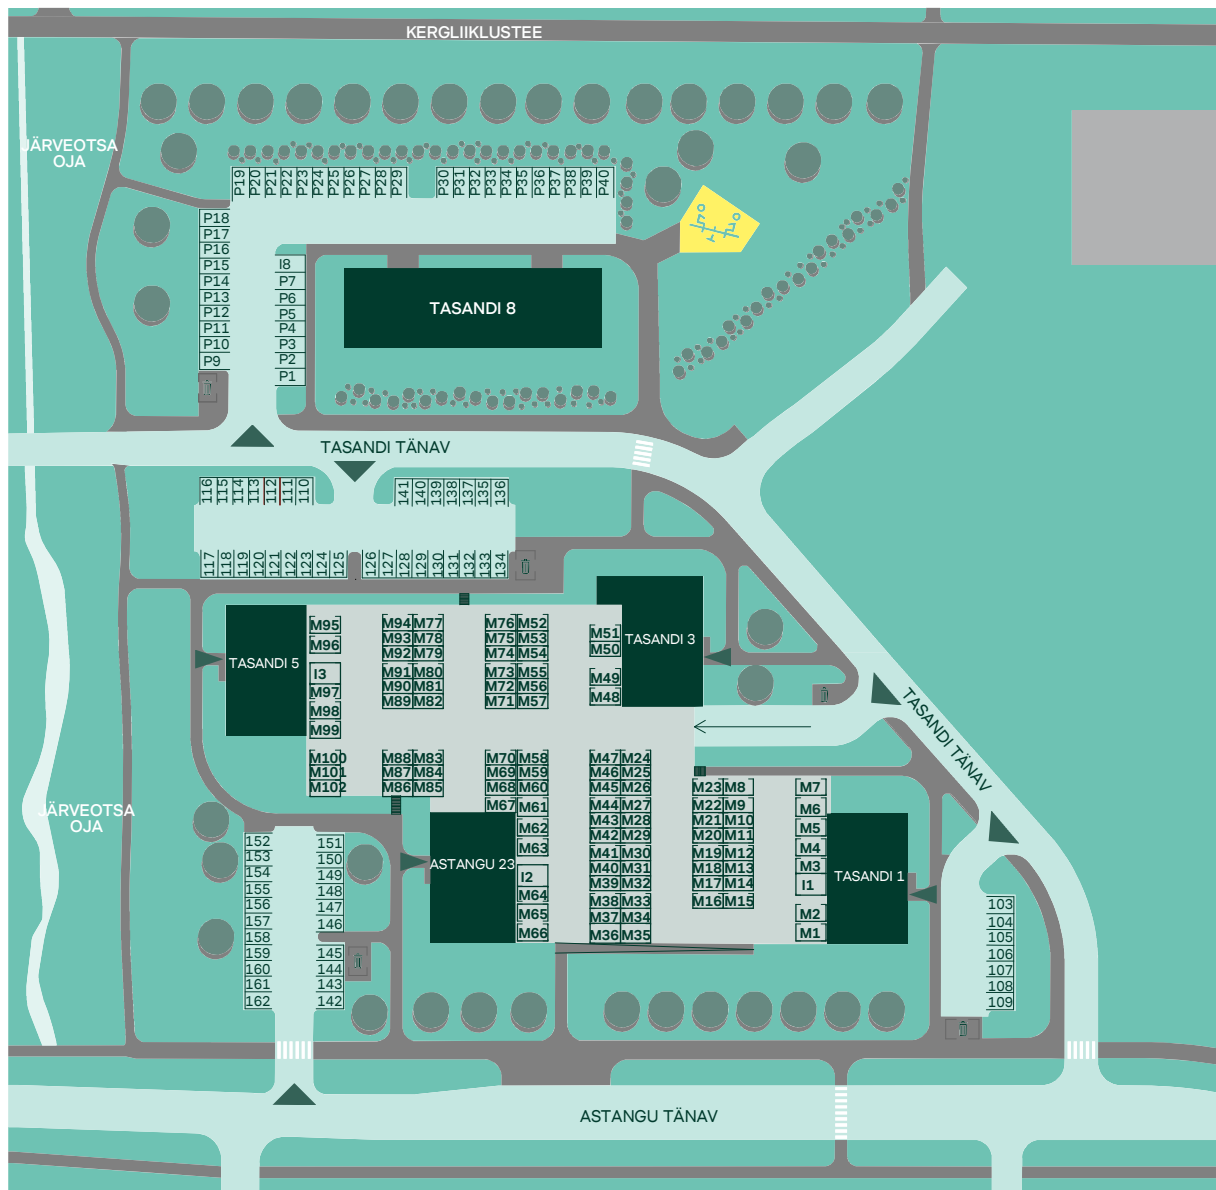 KERGLIIKLUSTEE
JÄRVEOTSA
OJA
P19 P20 P21 P22 P23 P24 P25 P26 P27 P28 P29 P30 P31 P32 P33 P34 P35 P36 P37 P38 P39 P40
P18
P17
P16
P15
P14
P13
P12
P11
P10
P9
I8
P7
P6
P5
P4
P3
P2
P1
TASANDI 8
TASANDI TÄNAV
116 115 114 113 112 111 110
141 140 139 138 137 135 136
117 118 119 120 121 122 123 124 125 126 127 128 129 130 131 132 133 134
TASANDI 5
M95
M96
I3
M97
M98
M99
M100
M101
M102
M94 M77
M93 M78
M92 M79
M91 M80
M90 M81
M89 M82
M88 M83
M87 M84
M86 M85
M76 M52
M75 M53
M74 M54
M73 M55
M72 M56
M71 M57
M70 M58
M69 M59
M68 M60
M67 M61
M62
M63
I2
M64
M65
M66
M51
M50
M49
M48
TASANDI 3
M47 M24
M46 M25
M45 M26
M44 M27
M43 M28
M42 M29
M41 M30
M40 M31
M39 M32
M38 M33
M37 M34
M36 M35
M23 M8
M22 M9
M21 M10
M20 M11
M19 M12
M18 M13
M17 M14
M16 M15
M7
M6
M5
M4
M3
I1
M2
M1
TASANDI 1
ASTANGU 23
TASANDI TÄNAV
JÄRVEOTSA
OJA
152
153
154
155
156
157
158
159
160
161
162
151
150
149
148
147
146
145
144
143
142
103
104
105
106
107
108
109
ASTANGU TÄNAV